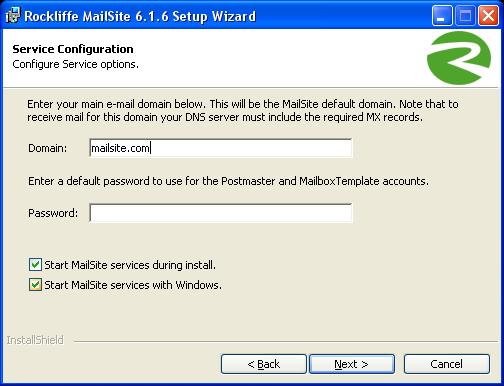 Rockliffe MailSite 6.1.6 Setup Wizard
Service Configuration
Configure Service options.
Enter your main e-mail domain below. This will be the MailSite default domain. Note that to
receive mail for this domain your DNS server must include the required MX records.
Domain: mailsite.com
Enter a default password to use for the Postmaster and MailboxTemplate accounts.
Password:
Start MailSite services during install.
Start MailSite services with Windows.
InstallShield
< Back Next > Cancel